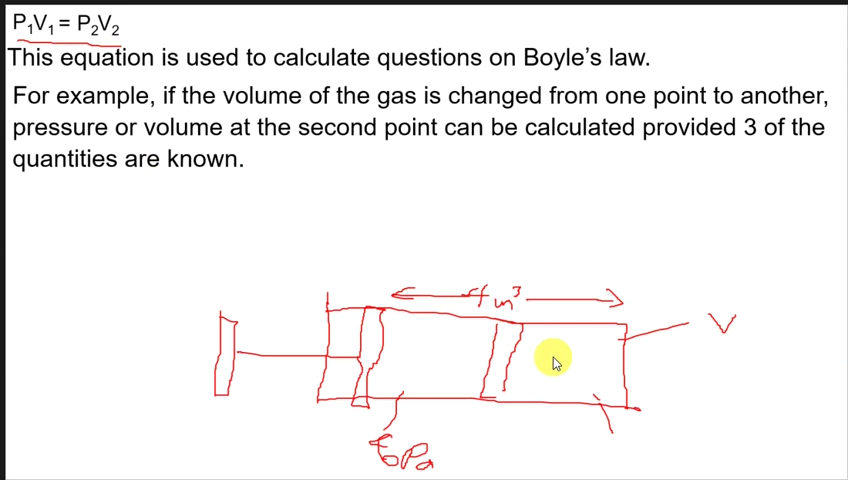 P₁V₁ = P₂V₂
This equation is used to calculate questions on Boyle’s law.
For example, if the volume of the gas is changed from one point to another,
pressure or volume at the second point can be calculated provided 3 of the
quantities are known.
m³
V
Pa